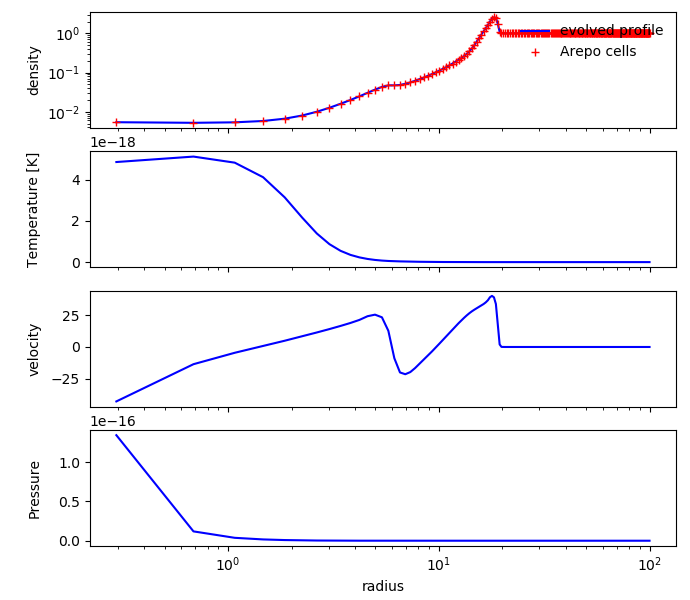 density
10^0
10^-1
10^-2
evolved profile
Arepo cells
1e−18
Temperature [K]
4
2
0
velocity
25
0
−25
1e−16
Pressure
1.0
0.5
0.0
10^0
10^1
10^2
radius